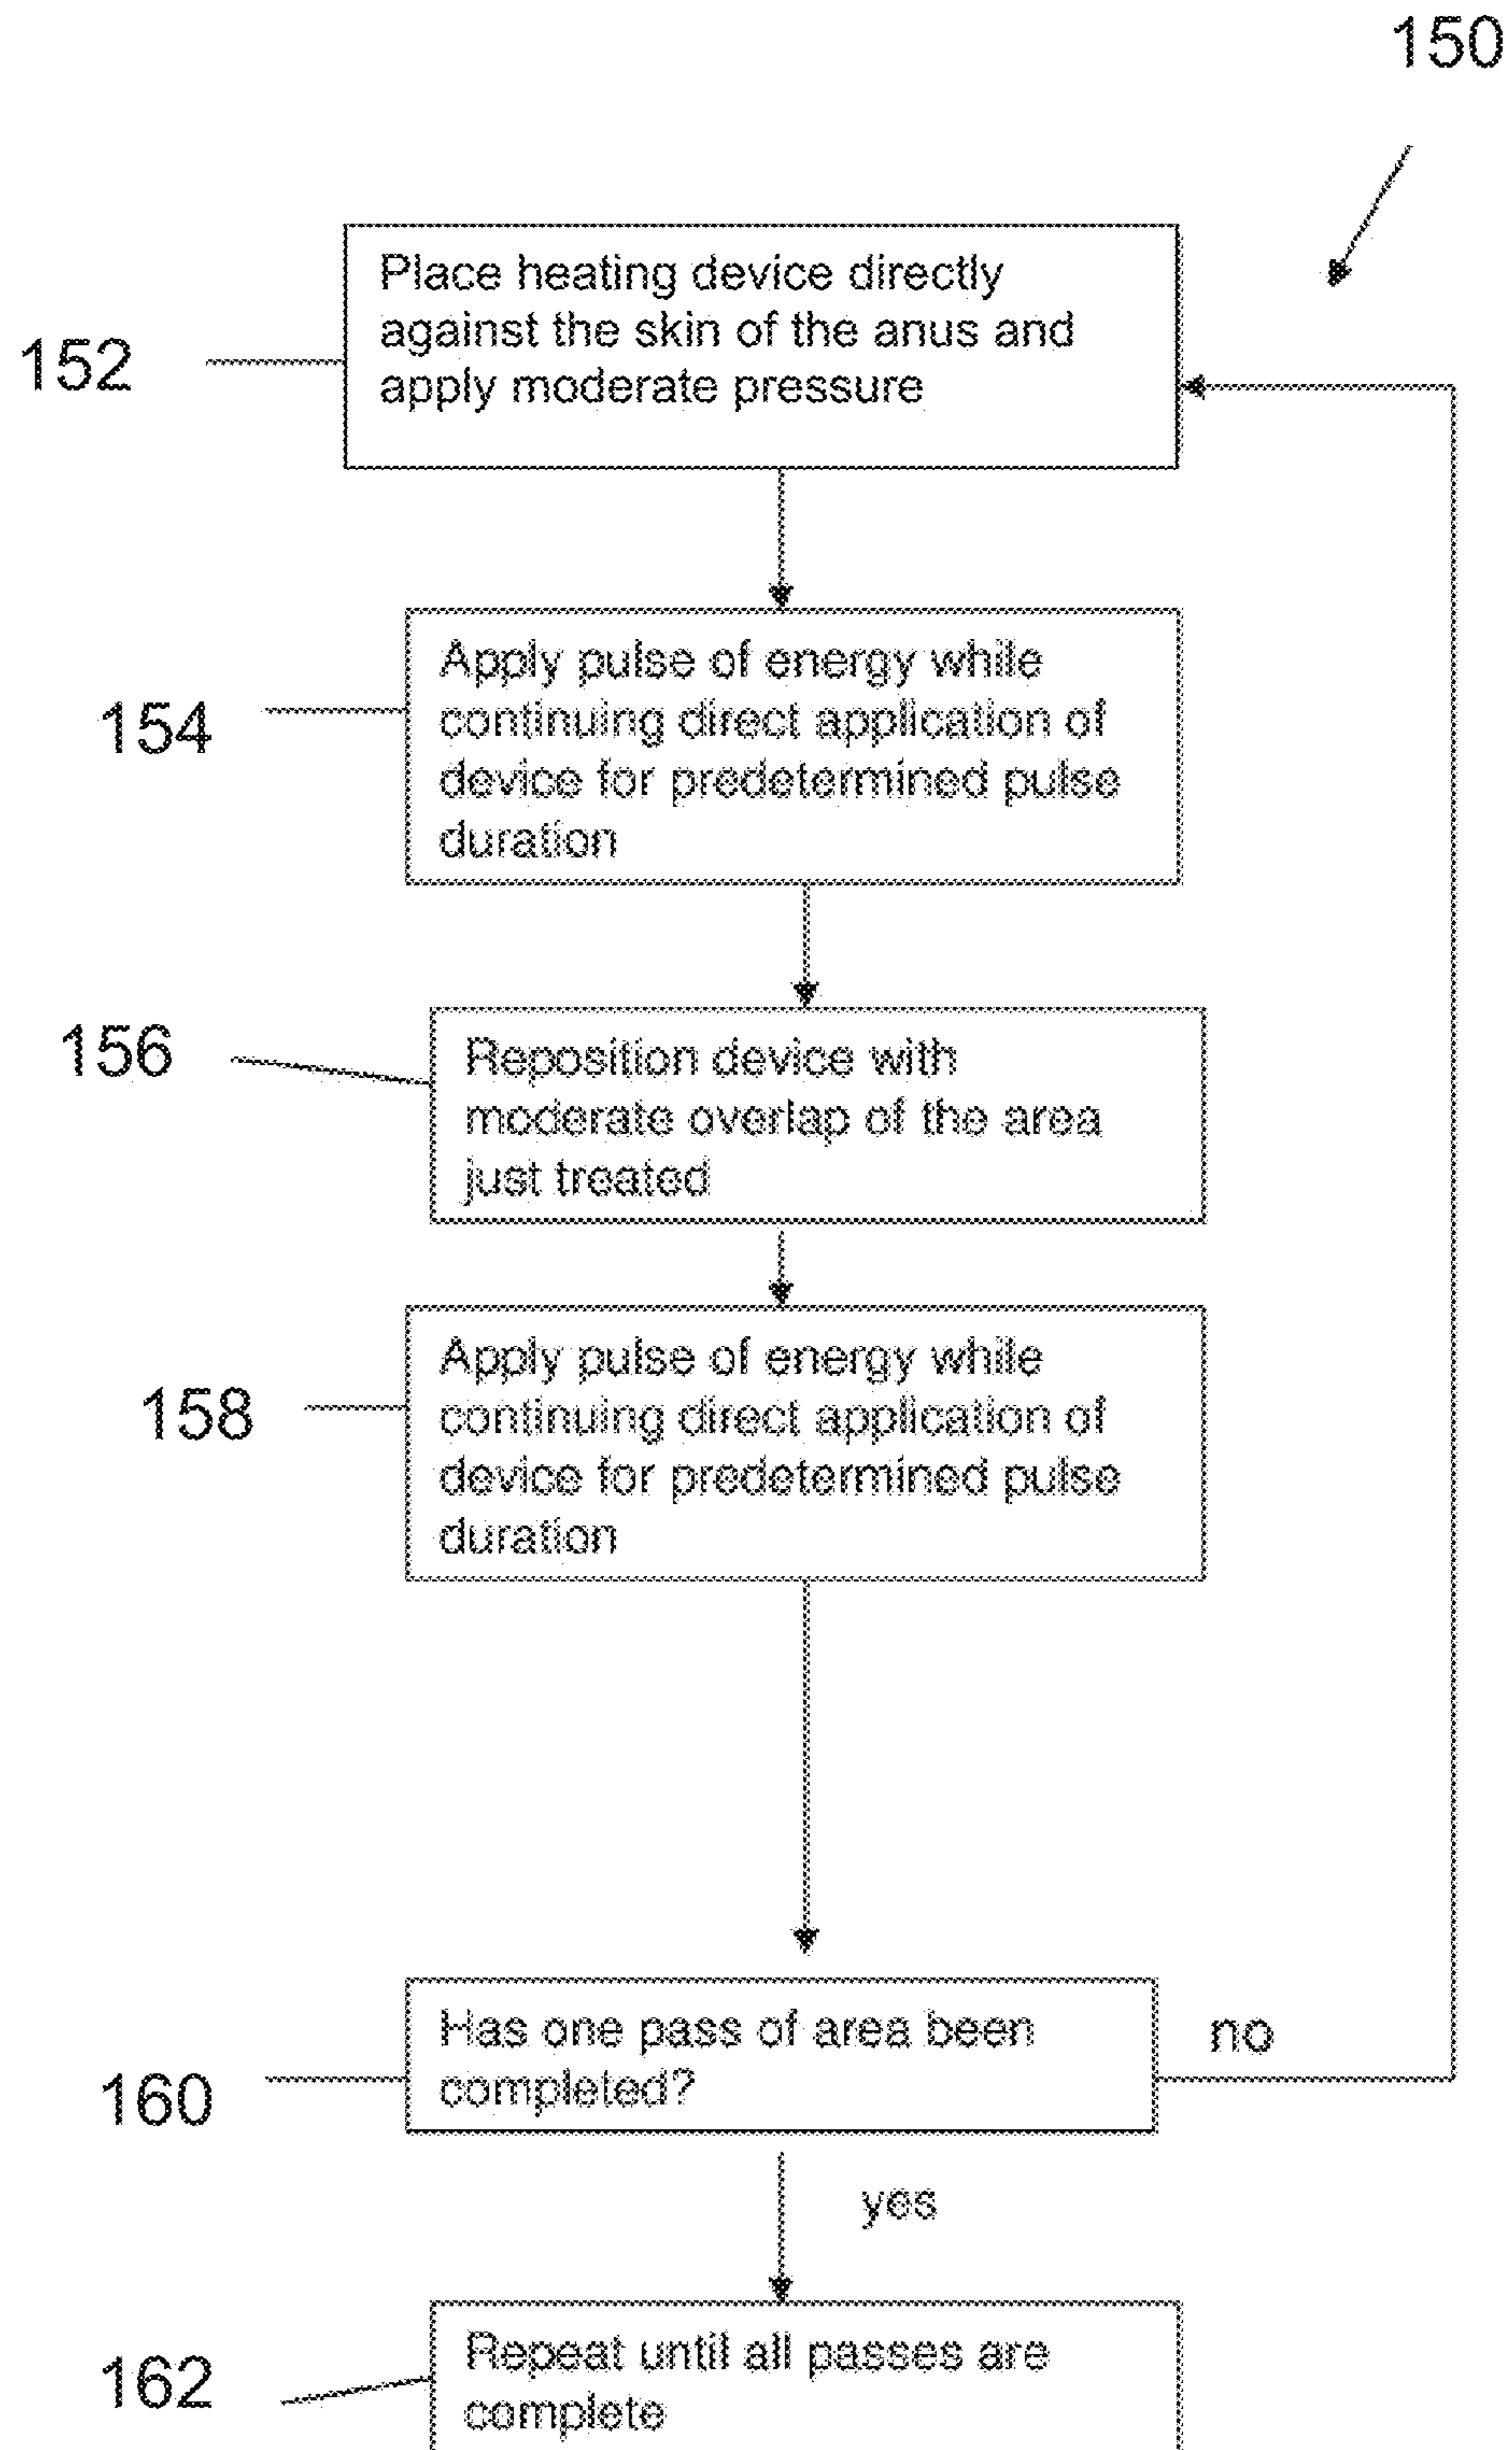 150
152
Place heating device directly
against the skin of the anus and
apply moderate pressure
154
Apply pulse of energy while
continuing direct application of
device for predetermined pulse
duration
156
Reposition device with
moderate overlap of the area
just treated
158
Apply pulse of energy while
continuing direct application of
device for predetermined pulse
duration
160
Has one pass of area been
completed?
no
yes
162
Repeat until all passes are
complete